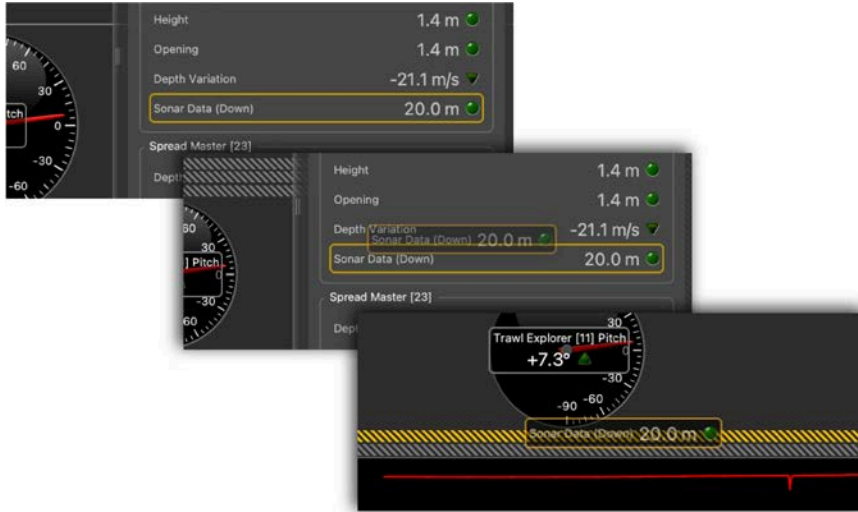 Height 1.4 m
Opening 1.4 m
Depth Variation -21.1 m/s
Sonar Data (Down) 20.0 m
Spread Master [23]
60
30
tch
0
-30
-60
Height 1.4 m
Opening 1.4 m
Depth Variation -21.1 m/s
Sonar Data (Down) 20.0 m
Sonar Data (Down) 20.0 m
Spread Master [23]
30
] Pitch
-30
30
Trawl Explorer [11] Pitch
+7.3°
-30
-60
-90
Sonar Data (Down) 20.0 m